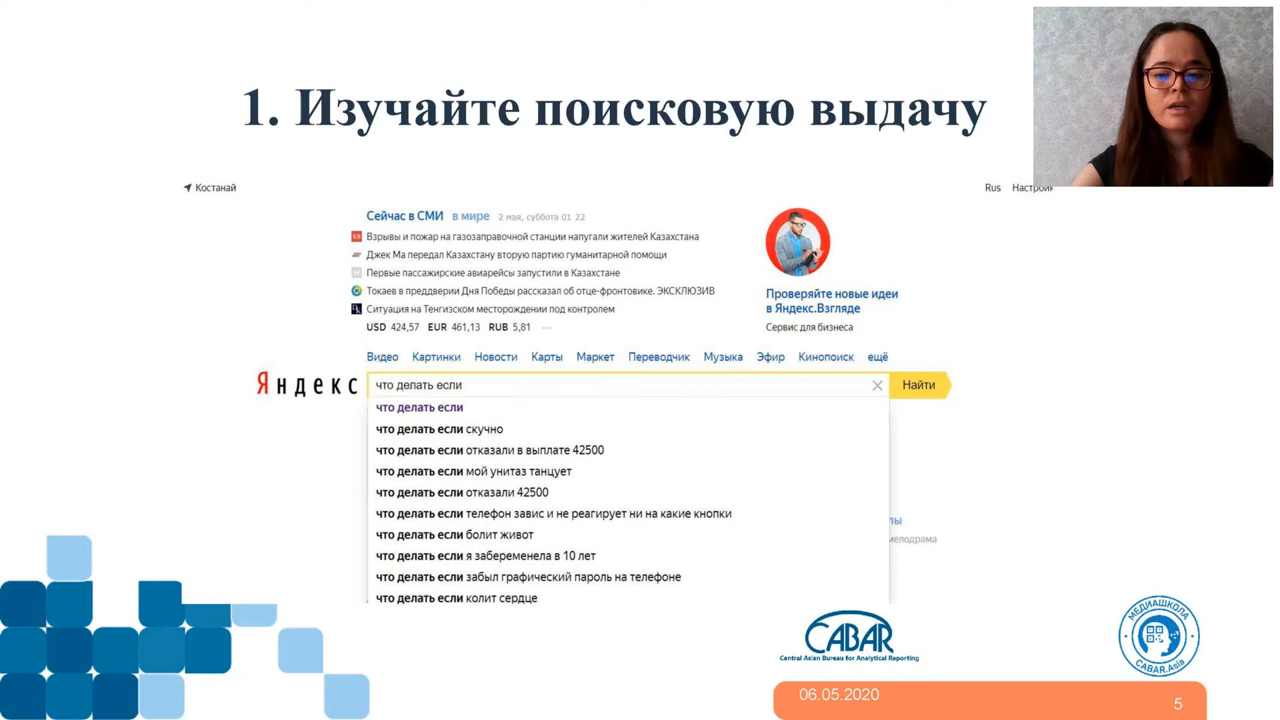 1. Изучайте поисковую выдачу
Костанай
Rus Настройк
Сейчас в СМИ в мире 2 мая, суббота 01 22
Взрывы и пожар на газозаправочной станции напугали жителей Казахстана
Джек Ма передал Казахстану вторую партию гуманитарной помощи
Первые пассажирские авиарейсы запустили в Казахстане
Токаев в преддверии Дня Победы рассказал об отце-фронтовике. ЭКСКЛЮЗИВ
Ситуация на Тенгизском месторождении под контролем
USD 424,57 EUR 461,13 RUB 5,81 ...
Проверяйте новые идеи
в Яндекс.Взгляде
Сервис для бизнеса
Видео Картинки Новости Карты Маркет Переводчик Музыка Эфир Кинопоиск ещё
Яндекс
что делать если
Найти
что делать если
что делать если скучно
что делать если отказали в выплате 42500
что делать если мой унитаз танцует
что делать если отказали 42500
что делать если телефон завис и не реагирует ни на какие кнопки
что делать если болит живот
что делать если я забеременела в 10 лет
что делать если забыл графический пароль на телефоне
что делать если колит сердце
лы
мелодрама
CABAR
Central Asian Bureau for Analytical Reporting
МЕДИАШКОЛА
CABAR.Asia
06.05.2020
5